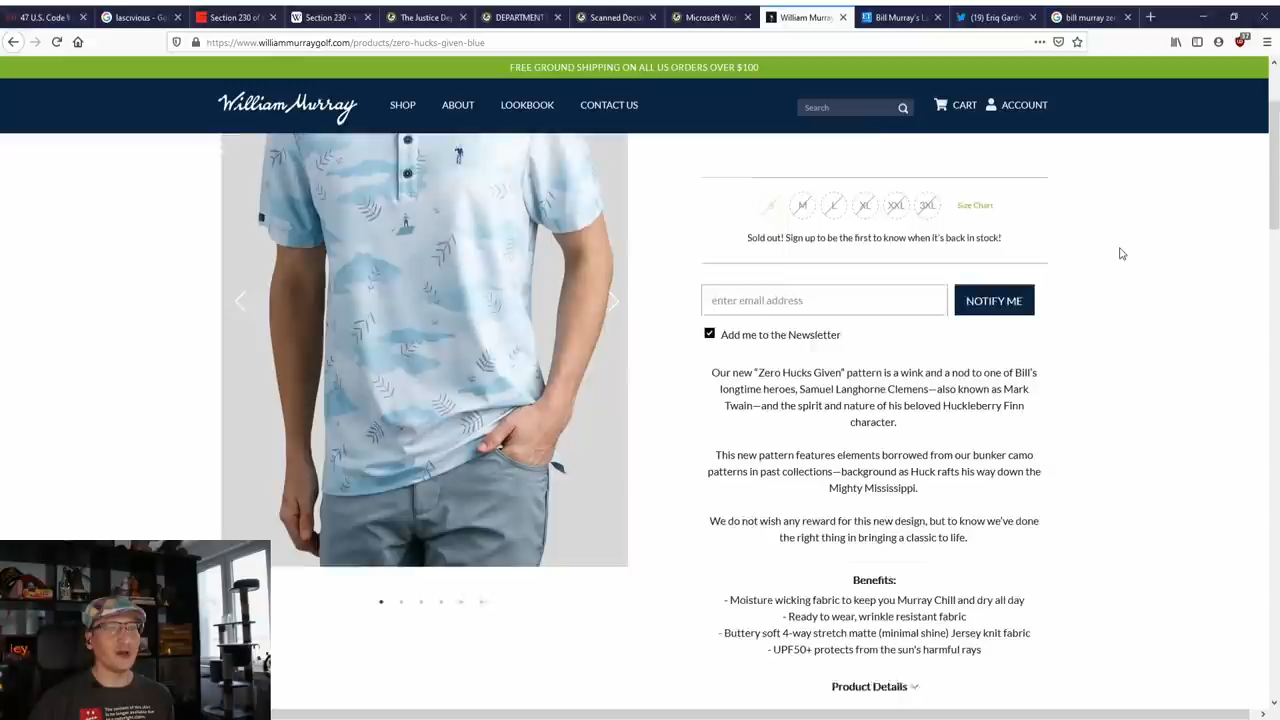 47 U.S. Code
lascivious - G
Section 230 of
Section 230 - w
The Justice De
DEPARTMENT
Scanned Docu
Microsoft Wor
William Murray
Bill Murray's L
(19) Eriq Gardn
bill murray ze
https://www.williammurraygolf.com/products/zero-hucks-given-blue
FREE GROUND SHIPPING ON ALL US ORDERS OVER $100
William Murray
SHOP
ABOUT
LOOKBOOK
CONTACT US
Search
CART
ACCOUNT
S M L XL XXL 3XL
Size Chart
Sold out! Sign up to be the first to know when it's back in stock!
enter email address
NOTIFY ME
Add me to the Newsletter
Our new "Zero Hucks Given" pattern is a wink and a nod to one of Bill's
longtime heroes, Samuel Langhorne Clemens—also known as Mark
Twain—and the spirit and nature of his beloved Huckleberry Finn
character.
This new pattern features elements borrowed from our bunker camo
patterns in past collections—background as Huck rafts his way down the
Mighty Mississippi.
We do not wish any reward for this new design, but to know we've done
the right thing in bringing a classic to life.
Benefits:
- Moisture wicking fabric to keep you Murray Chill and dry all day
- Ready to wear, wrinkle resistant fabric
- Buttery soft 4-way stretch matte (minimal shine) Jersey knit fabric
- UPF50+ protects from the sun's harmful rays
Product Details